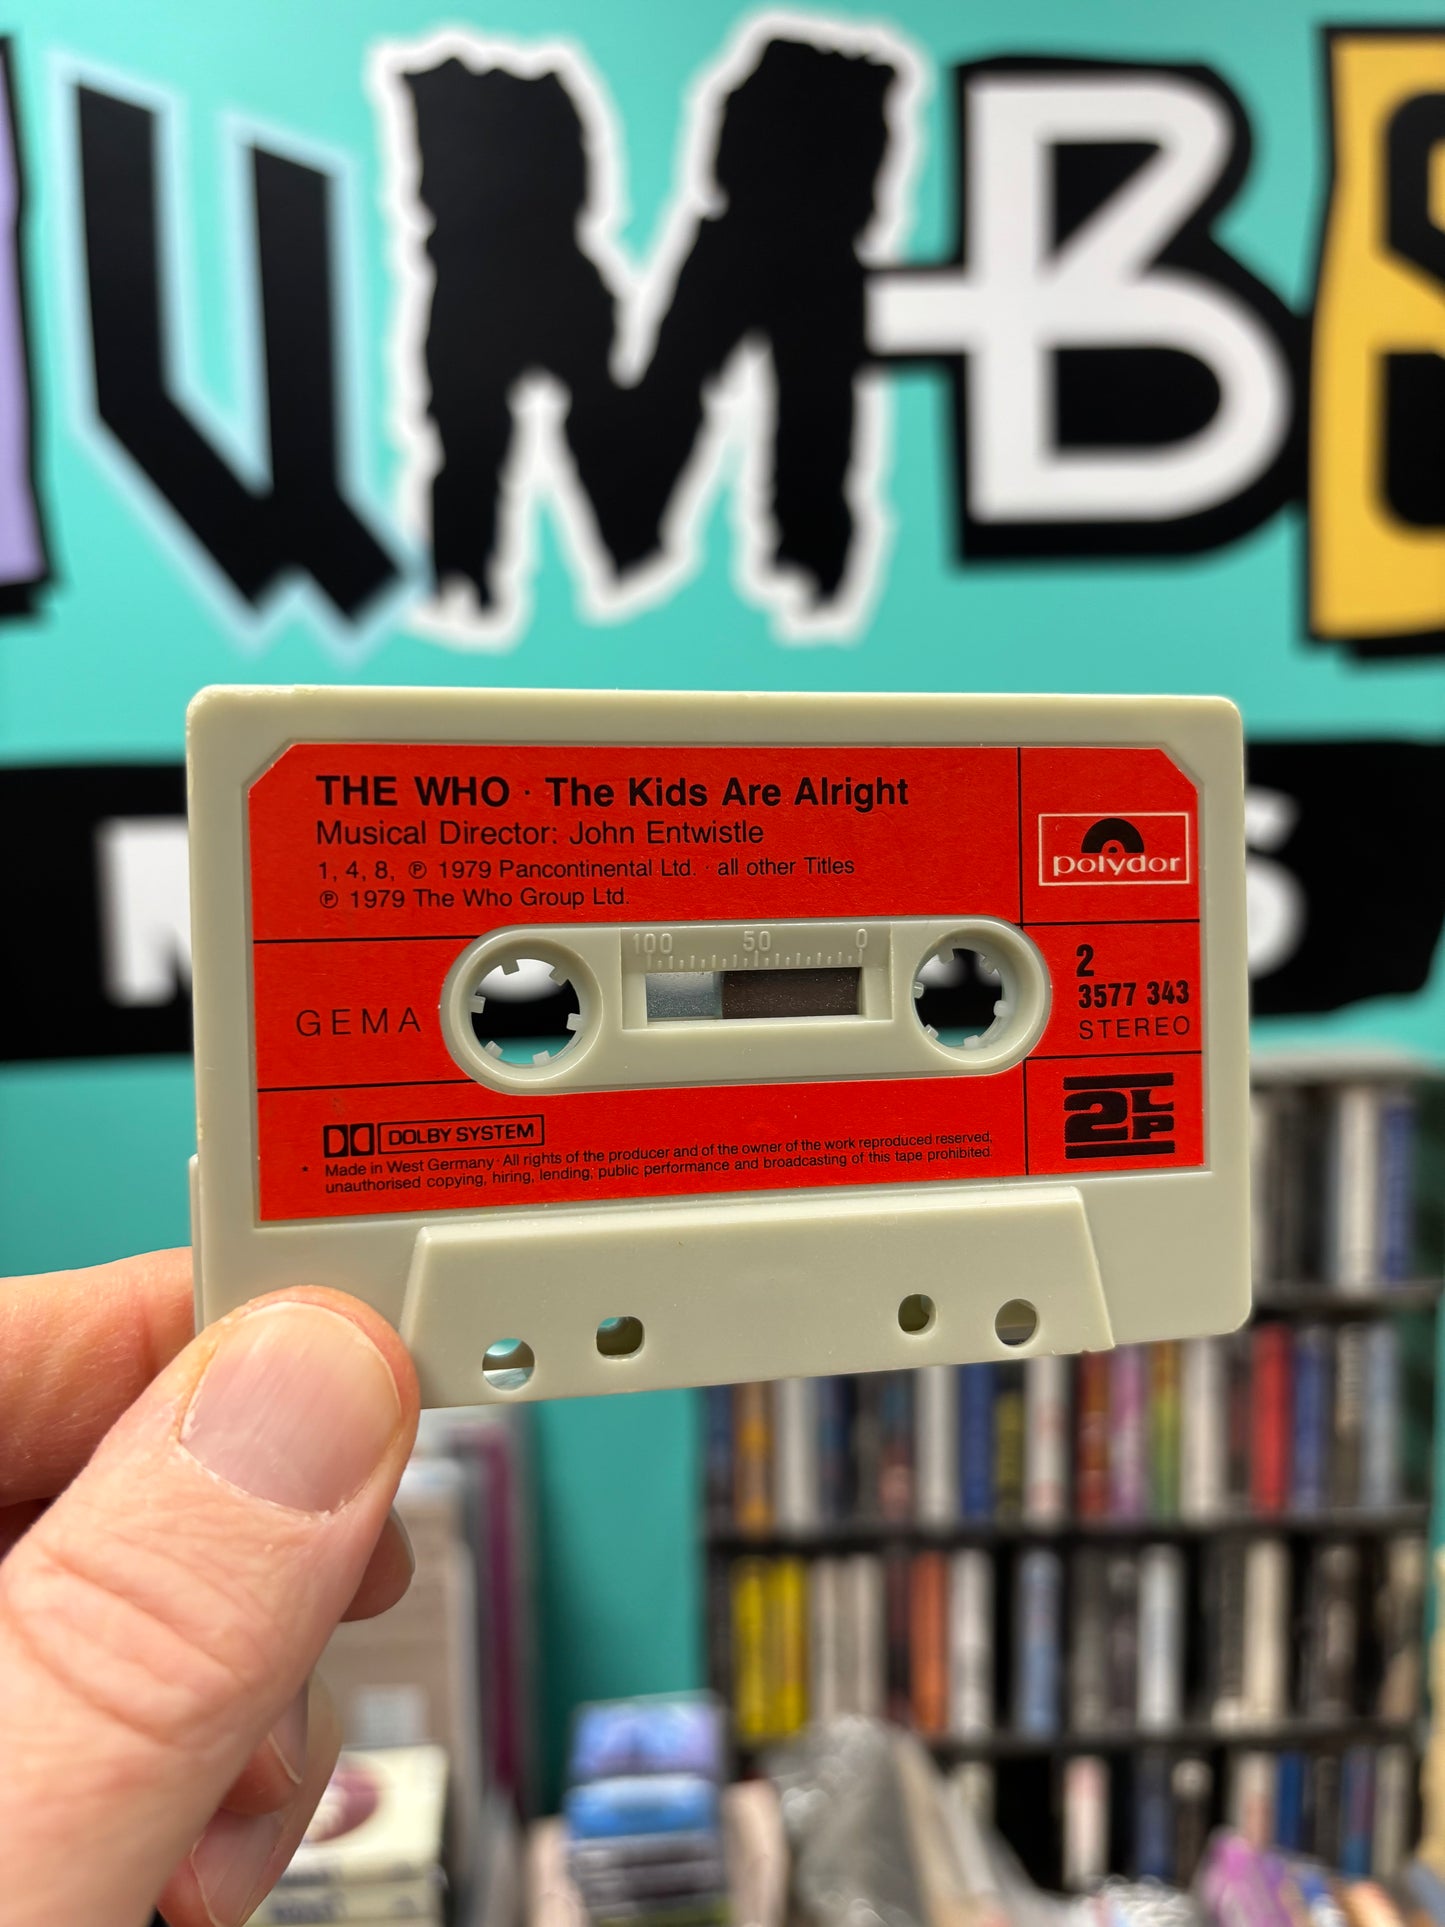 UMBS
THE WHO · The Kids Are Alright
Musical Director: John Entwistle
1, 4, 8, ℗ 1979 Pancontinental Ltd. · all other Titles
℗ 1979 The Who Group Ltd.
polydor
100 50 0
GEMA
2
3577 343
STEREO
DOLBY SYSTEM
2LP
* Made in West Germany · All rights of the producer and of the owner of the work reproduced reserved;
unauthorised copying, hiring, lending; public performance and broadcasting of this tape prohibited.